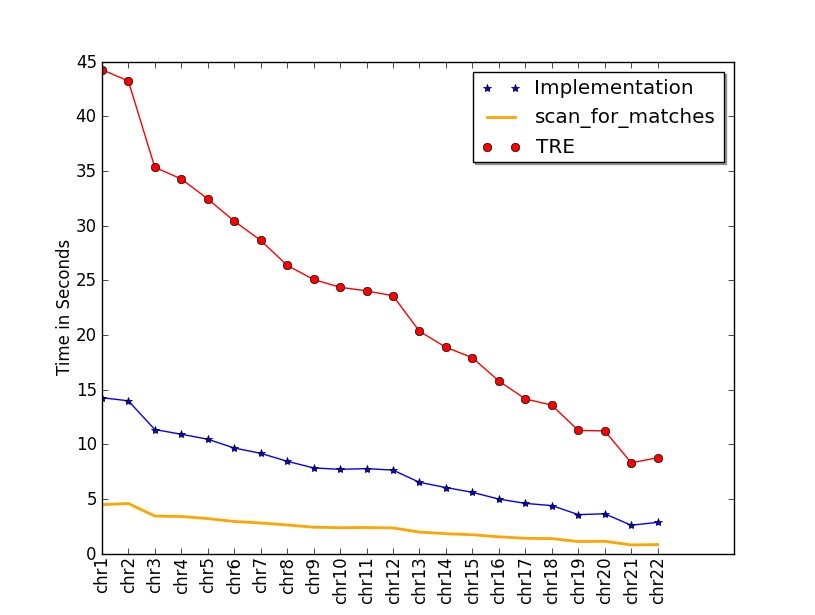 45
40
35
30
25
20
15
10
5
0
Time in Seconds
Implementation
scan_for_matches
TRE
chr1
chr2
chr3
chr4
chr5
chr6
chr7
chr8
chr9
chr10
chr11
chr12
chr13
chr14
chr15
chr16
chr17
chr18
chr19
chr20
chr21
chr22